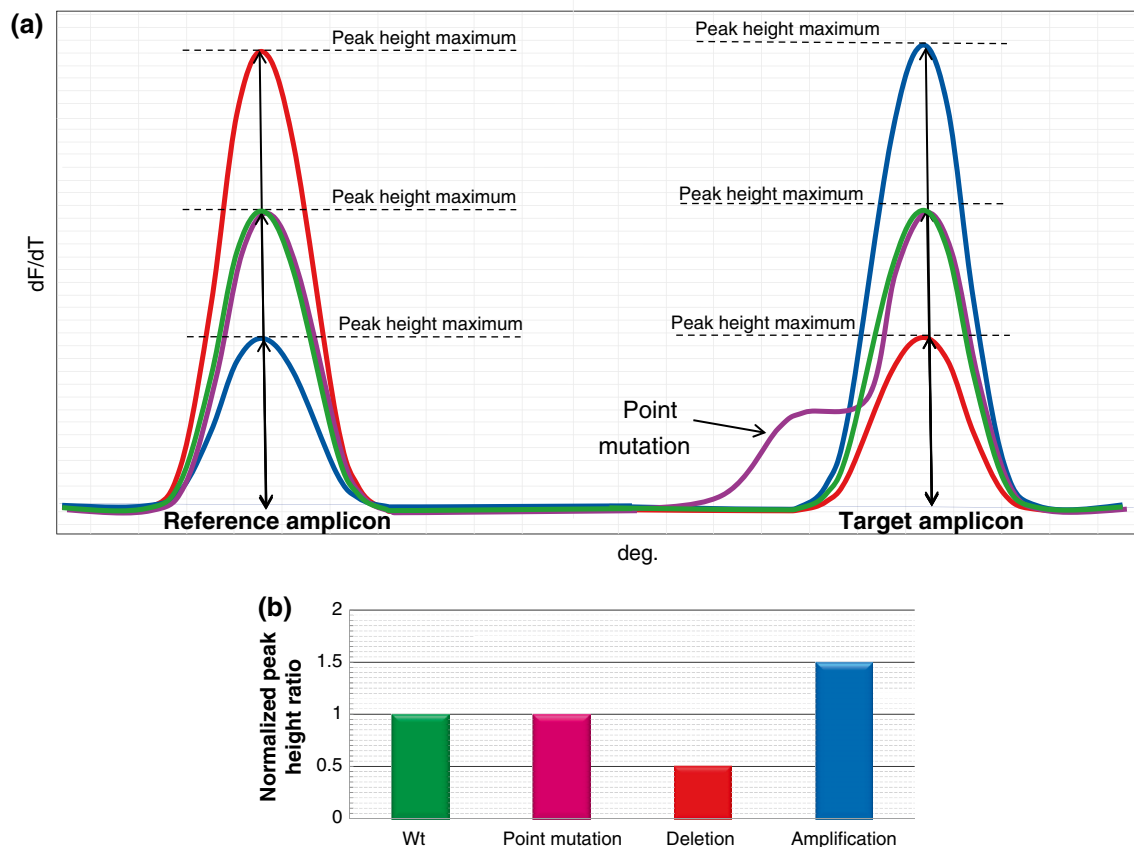 (a)
Peak height maximum
Peak height maximum
Peak height maximum
Peak height maximum
Peak height maximum
Peak height maximum
dF/dT
Point
mutation
Reference amplicon
Target amplicon
deg.
(b)
Normalized peak
height ratio
2
1.5
1
0.5
0
Wt
Point mutation
Deletion
Amplification